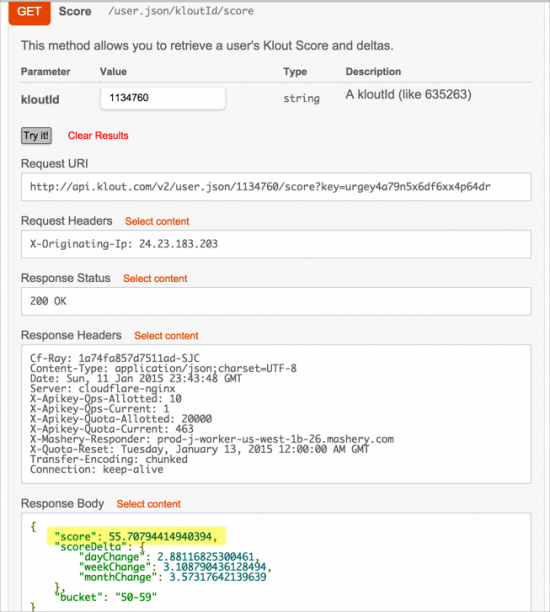 GET Score /user.json/kloutId/score
This method allows you to retrieve a user's Klout Score and deltas.
Parameter Value Type Description
kloutId 1134760 string A kloutId (like 635263)
Try it! Clear Results
Request URI
http://api.klout.com/v2/user.json/1134760/score?key=urgey4a79n5x6df6xx4p64dr
Request Headers Select content
X-Originating-Ip: 24.23.183.203
Response Status Select content
200 OK
Response Headers Select content
Cf-Ray: 1a74fa857d7511ad-SJC
Content-Type: application/json;charset=UTF-8
Date: Sun, 11 Jan 2015 23:43:48 GMT
Server: cloudflare-nginx
X-Apikey-Qps-Allotted: 10
X-Apikey-Qps-Current: 1
X-Apikey-Quota-Allotted: 20000
X-Apikey-Quota-Current: 463
X-Mashery-Responder: prod-j-worker-us-west-1b-26.mashery.com
X-Quota-Reset: Tuesday, January 13, 2015 12:00:00 AM GMT
Transfer-Encoding: chunked
Connection: keep-alive
Response Body Select content
{
"score": 55.70794414940394,
"scoreDelta": {
"dayChange": 2.88116825300461,
"weekChange": 3.108790436128494,
"monthChange": 3.57317642139639
},
"bucket": "50-59"
}